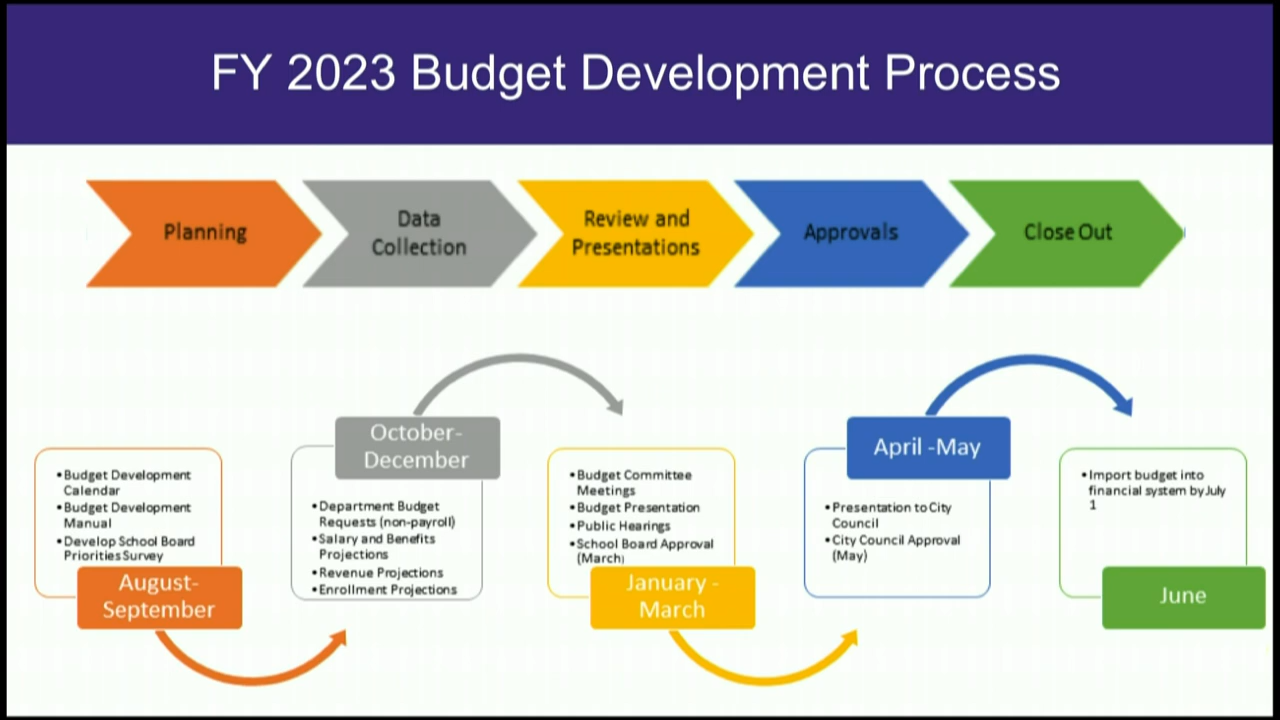 FY 2023 Budget Development Process
Planning
Data
Collection
Review and
Presentations
Approvals
Close Out
•Budget Development
Calendar
•Budget Development
Manual
•Develop School Board
Priorities Survey
August-
September
October-
December
•Department Budget
Requests (non-payroll)
•Salary and Benefits
Projections
•Revenue Projections
•Enrollment Projections
•Budget Committee
Meetings
•Budget Presentation
•Public Hearings
•School Board Approval
(March)
January -
March
April -May
•Presentation to City
Council
•City Council Approval
(May)
•Import budget into
financial system by July
1
June